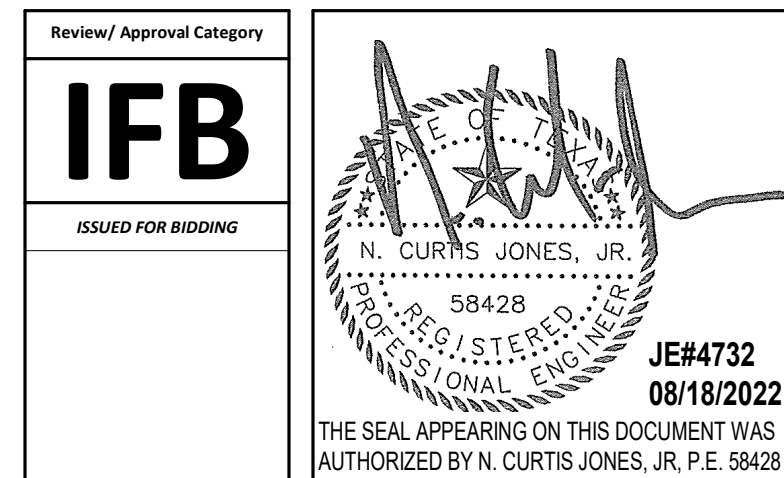 Review/ Approval Category
IFB
ISSUED FOR BIDDING
STATE OF TEXAS
N. CURTIS JONES, JR.
58428
REGISTERED
PROFESSIONAL ENGINEER
JE#4732
08/18/2022
THE SEAL APPEARING ON THIS DOCUMENT WAS
AUTHORIZED BY N. CURTIS JONES, JR, P.E. 58428